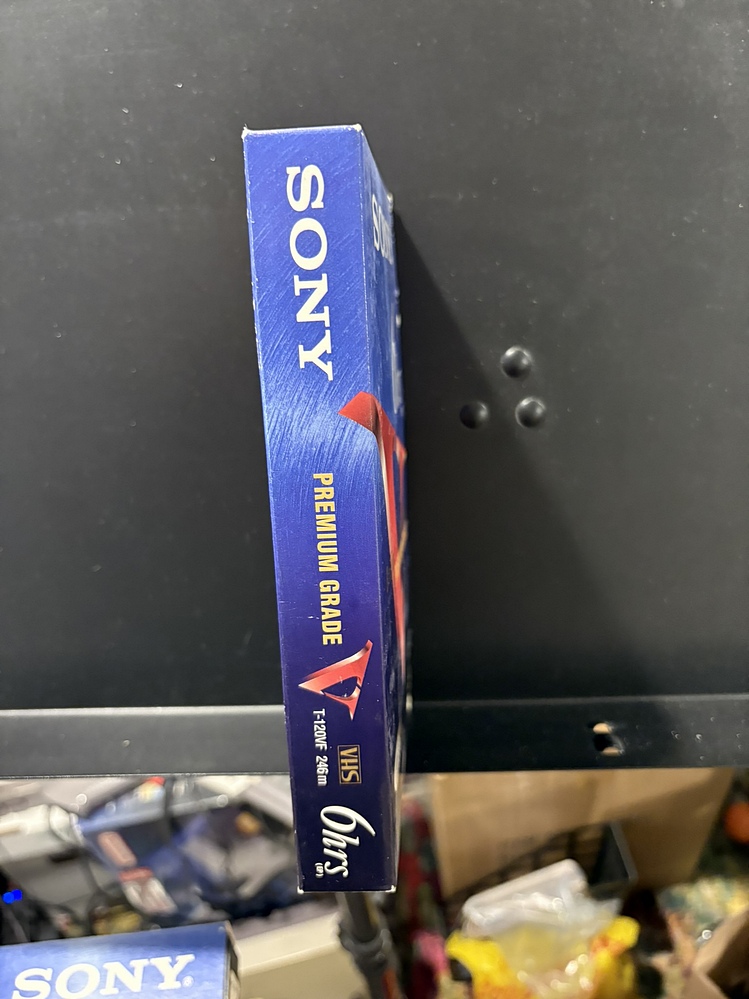 SONY
PREMIUM GRADE
V
T-120VF 246m
VHS
6hrs
(EP)
SONY